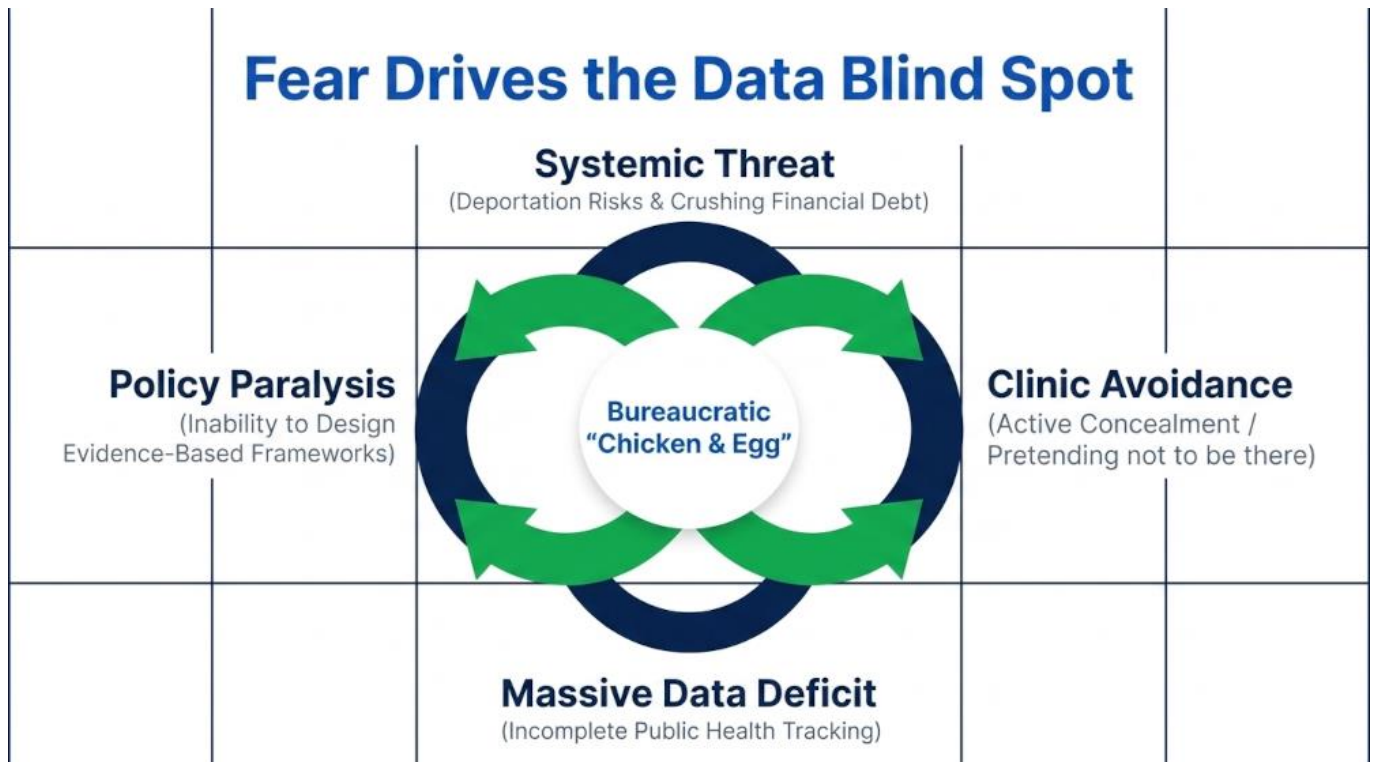 Fear Drives the Data Blind Spot
Systemic Threat
(Deportation Risks & Crushing Financial Debt)
Policy Paralysis
(Inability to Design
Evidence-Based Frameworks)
Bureaucratic
“Chicken & Egg”
Clinic Avoidance
(Active Concealment /
Pretending not to be there)
Massive Data Deficit
(Incomplete Public Health Tracking)